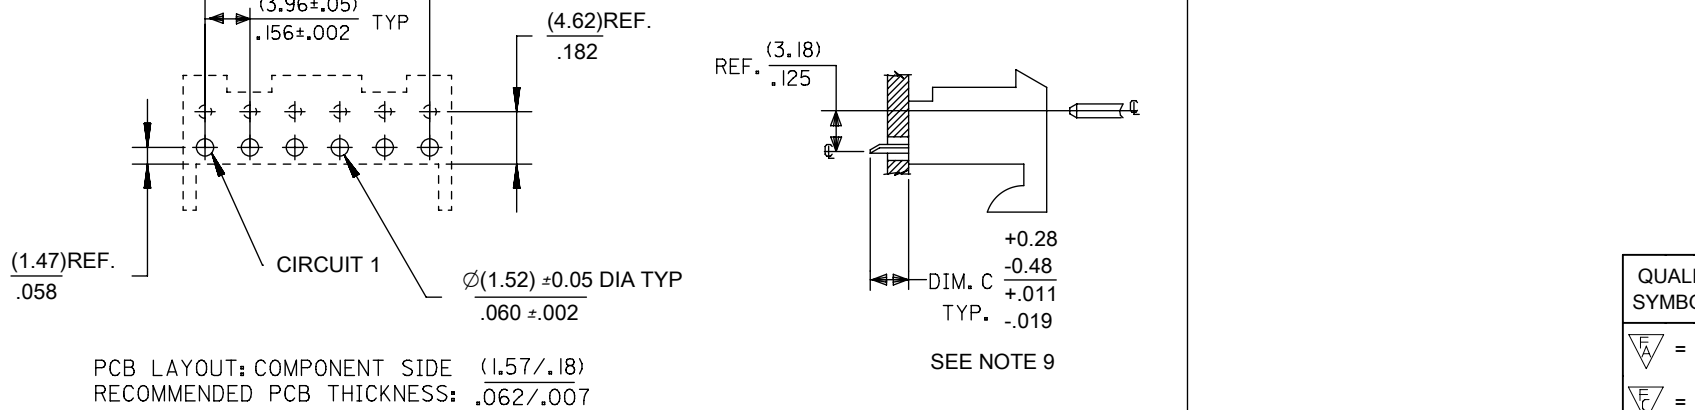 (3.96±.05)
.156±.002 TYP
(4.62)REF.
.182
REF. (3.18)
.125
℄
℄
(1.47)REF.
.058
CIRCUIT 1
∅(1.52) ±0.05 DIA TYP
.060 ±.002
DIM. C
TYP.
+0.28
-0.48
+.011
-.019
SEE NOTE 9
PCB LAYOUT: COMPONENT SIDE
RECOMMENDED PCB THICKNESS:
(1.57/.18)
.062/.007
F
A =
F
C =